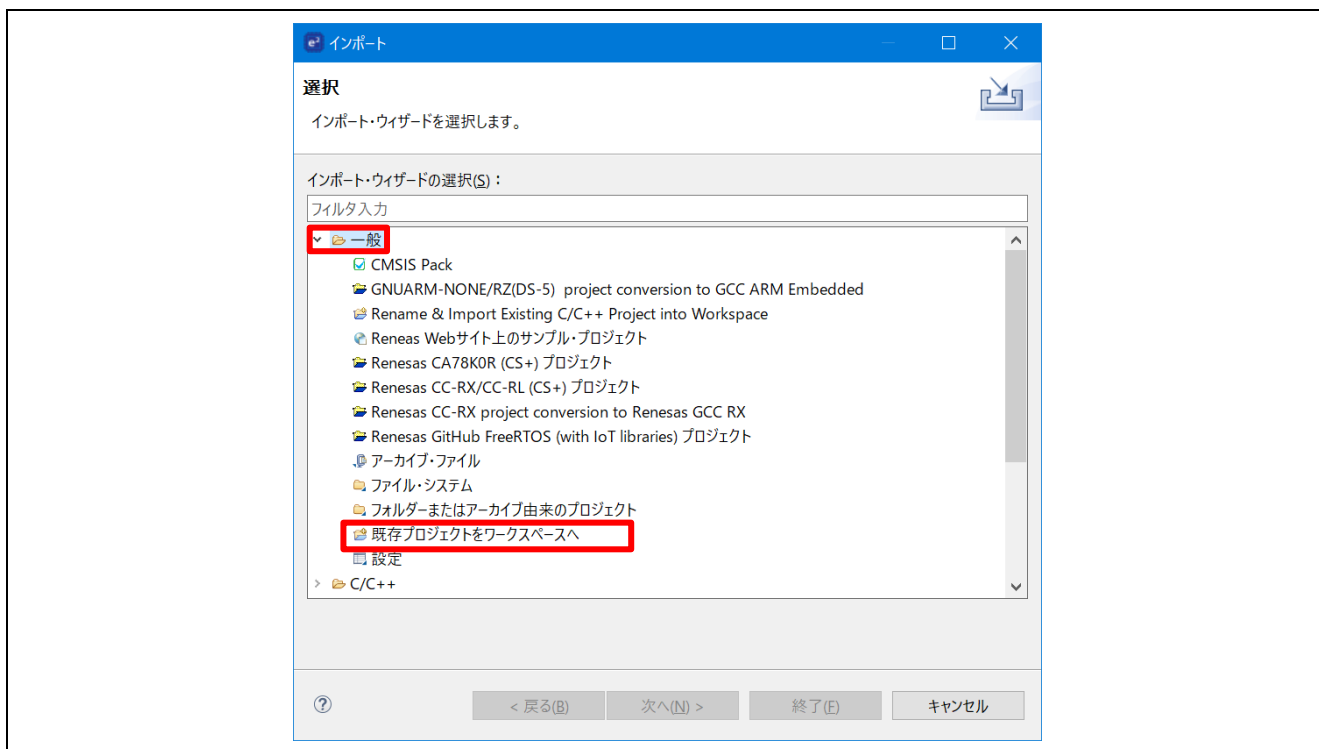 e² インポート
選択
インポート・ウィザードを選択します。
インポート・ウィザードの選択(S)：
フィルタ入力
一般
CMSIS Pack
GNUARM-NONE/RZ(DS-5) project conversion to GCC ARM Embedded
Rename & Import Existing C/C++ Project into Workspace
Reneas Webサイト上のサンプル・プロジェクト
Renesas CA78K0R (CS+) プロジェクト
Renesas CC-RX/CC-RL (CS+) プロジェクト
Renesas CC-RX project conversion to Renesas GCC RX
Renesas GitHub FreeRTOS (with IoT libraries) プロジェクト
アーカイブ・ファイル
ファイル・システム
フォルダーまたはアーカイブ由来のプロジェクト
既存プロジェクトをワークスペースへ
設定
C/C++
? < 戻る(B) 次へ(N) > 終了(F) キャンセル